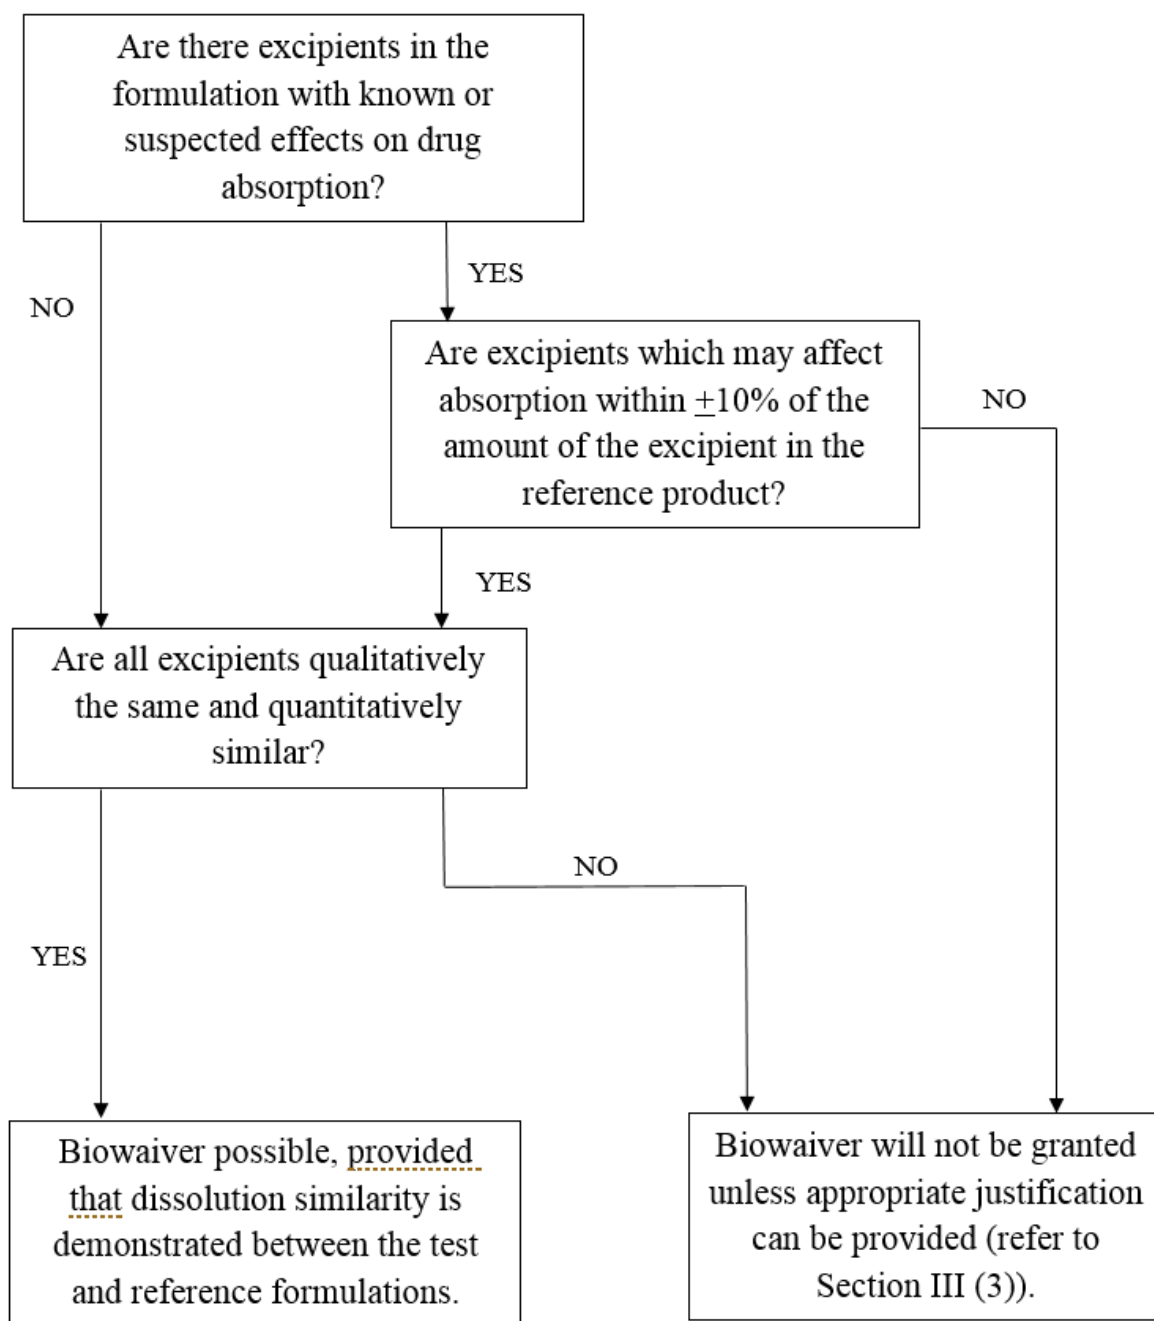 Are there excipients in the
formulation with known or
suspected effects on drug
absorption?
YES
NO
Are excipients which may affect
absorption within ±10% of the
amount of the excipient in the
reference product?
NO
YES
Are all excipients qualitatively
the same and quantitatively
similar?
NO
YES
Biowaiver possible, provided
that dissolution similarity is
demonstrated between the test
and reference formulations.
Biowaiver will not be granted
unless appropriate justification
can be provided (refer to
Section III (3)).